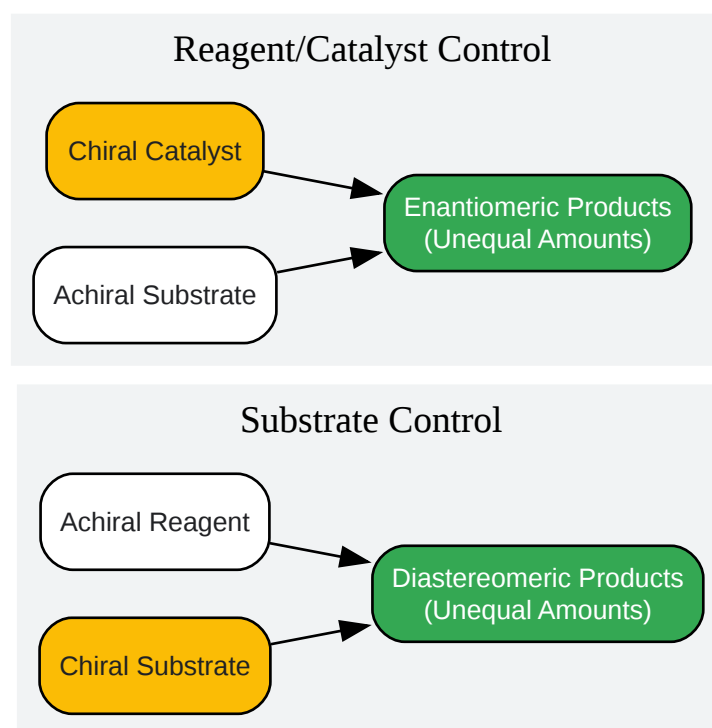 Reagent/Catalyst Control
Chiral Catalyst
Enantiomeric Products
(Unequal Amounts)
Achiral Substrate
Substrate Control
Achiral Reagent
Diastereomeric Products
(Unequal Amounts)
Chiral Substrate